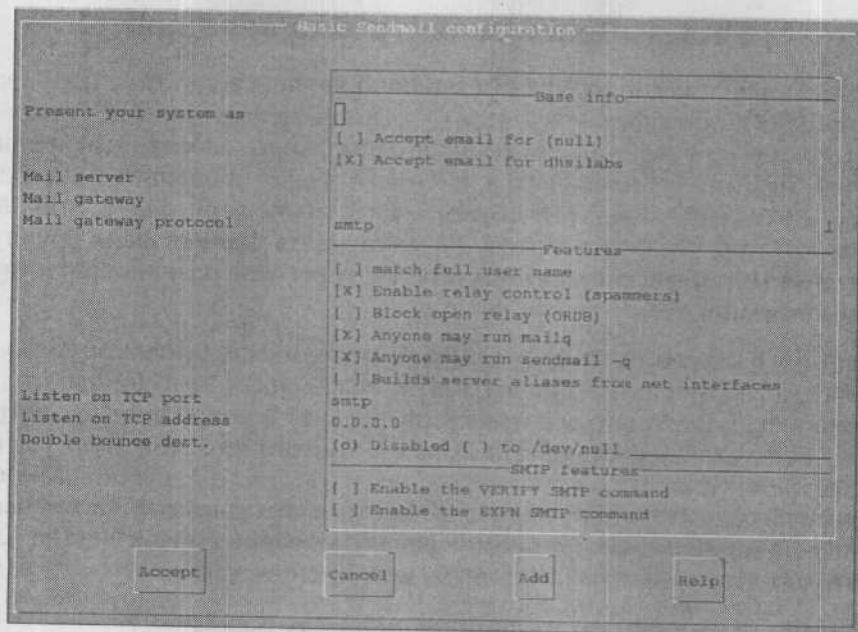 Basic Sendmail configuration
Base info
Present your system as
[ ] Accept email for (null)
[X] Accept email for dhsilabs
Mail server
Mail gateway
Mail gateway protocol smtp
Features
[ ] match full user name
[X] Enable relay control (spammers)
[ ] Block open relay (ORDB)
[X] Anyone may run mailq
[X] Anyone may run sendmail -q
[ ] Builds server aliases from net interfaces
Listen on TCP port smtp
Listen on TCP address 0.0.0.0
Double bounce dest. (o) Disabled ( ) to /dev/null
SMTP features
[ ] Enable the VERIFY SMTP command
[ ] Enable the EXPN SMTP command
Accept Cancel Add Help